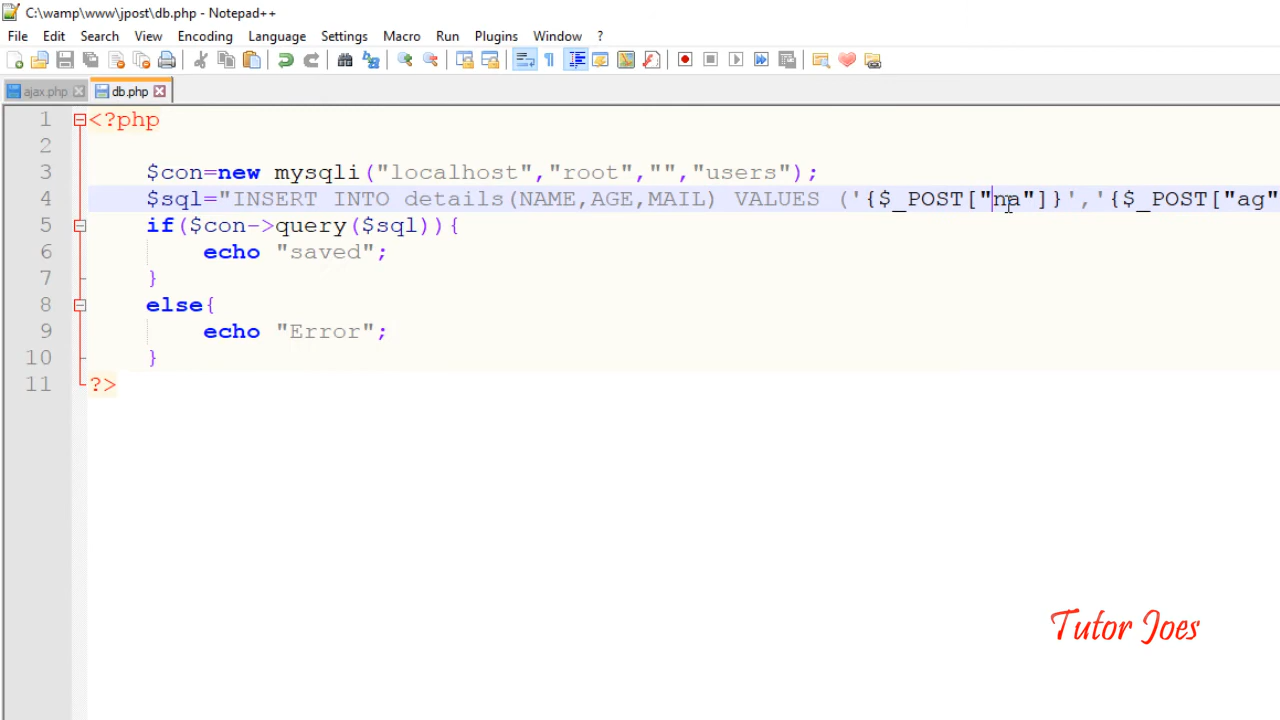 C:\wamp\www\jpost\db.php - Notepad++
File Edit Search View Encoding Language Settings Macro Run Plugins Window ?
ajax.php db.php
1 <?php
2
3 $con=new mysqli("localhost","root","","users");
4 $sql="INSERT INTO details(NAME,AGE,MAIL) VALUES ('{$_POST["na"]}','{$_POST["ag"
5 if($con->query($sql)){
6 echo "saved";
7 }
8 else{
9 echo "Error";
10 }
11 ?>
Tutor Joes